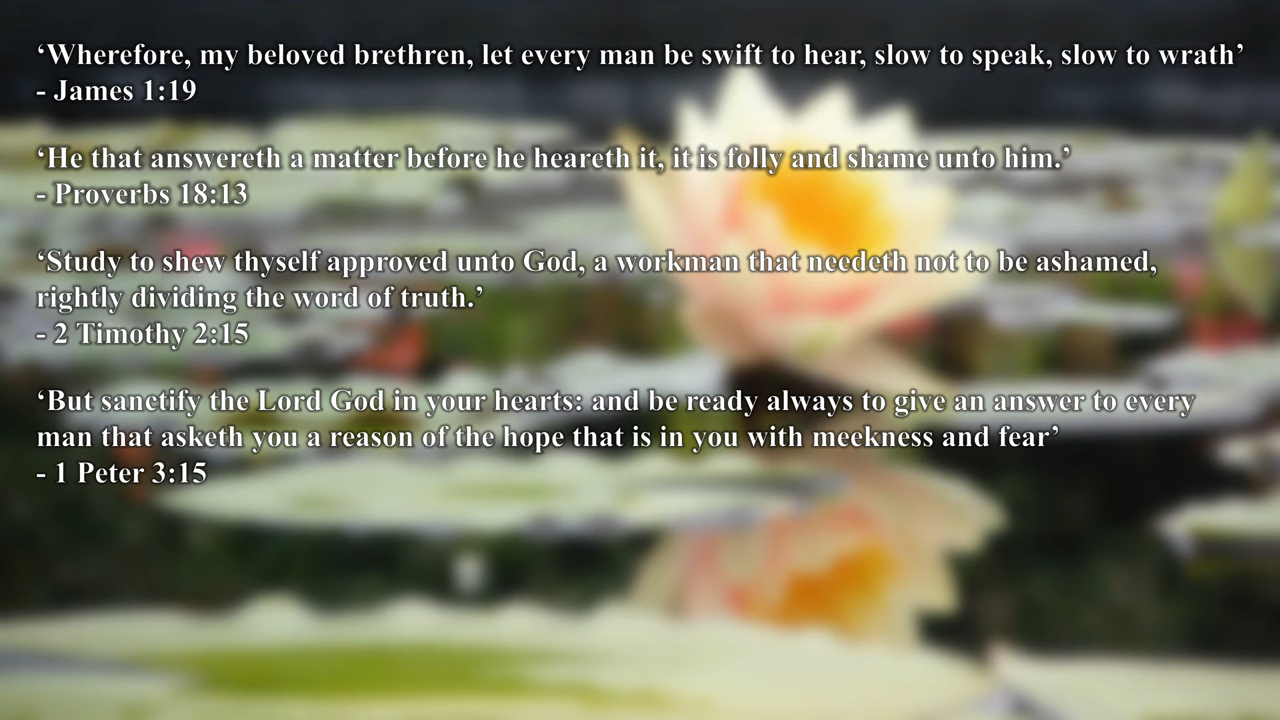 ‘Wherefore, my beloved brethren, let every man be swift to hear, slow to speak, slow to wrath’
- James 1:19
‘He that answereth a matter before he heareth it, it is folly and shame unto him.’
- Proverbs 18:13
‘Study to shew thyself approved unto God, a workman that needeth not to be ashamed,
rightly dividing the word of truth.’
- 2 Timothy 2:15
‘But sanctify the Lord God in your hearts: and be ready always to give an answer to every
man that asketh you a reason of the hope that is in you with meekness and fear’
- 1 Peter 3:15